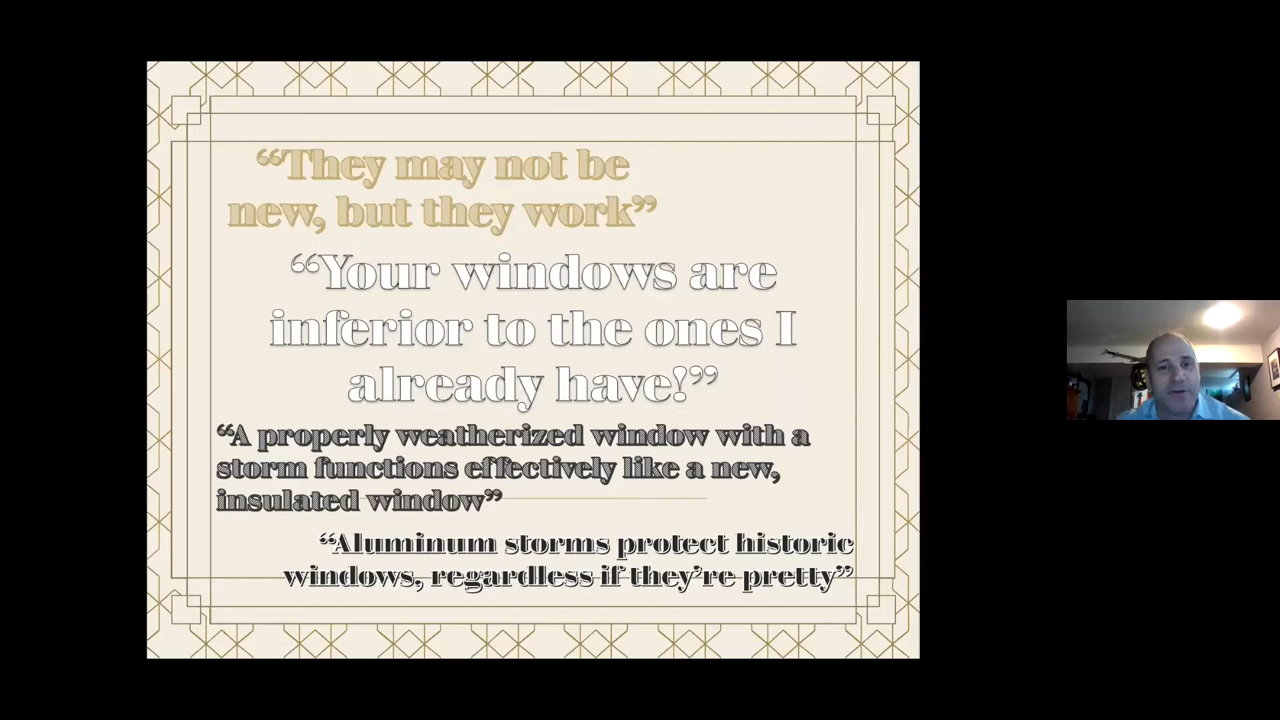 “They may not be
new, but they work”
“Your windows are
inferior to the ones I
already have!”
“A properly weatherized window with a
storm functions effectively like a new,
insulated window”
“Aluminum storms protect historic
windows, regardless if they’re pretty”